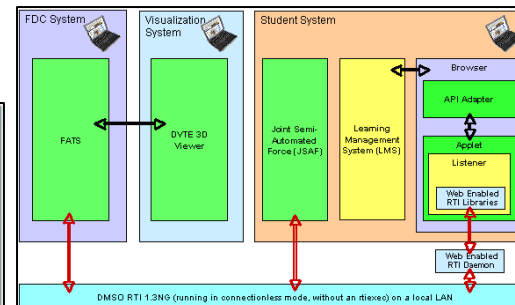 FDC System
Visualization
System
Student System
FATS
DVTE 3D
Viewer
Joint Semi-
Automated
Force (JSAF)
Learning
Management
System (LMS)
Browser
API Adapter
Applet
Listener
Web Enabled
RTI Libraries
Web Enabled
RTI Daemon
DMSO RTI 1.3NG (running in connectionless mode, without an rtiexec) on a local LAN